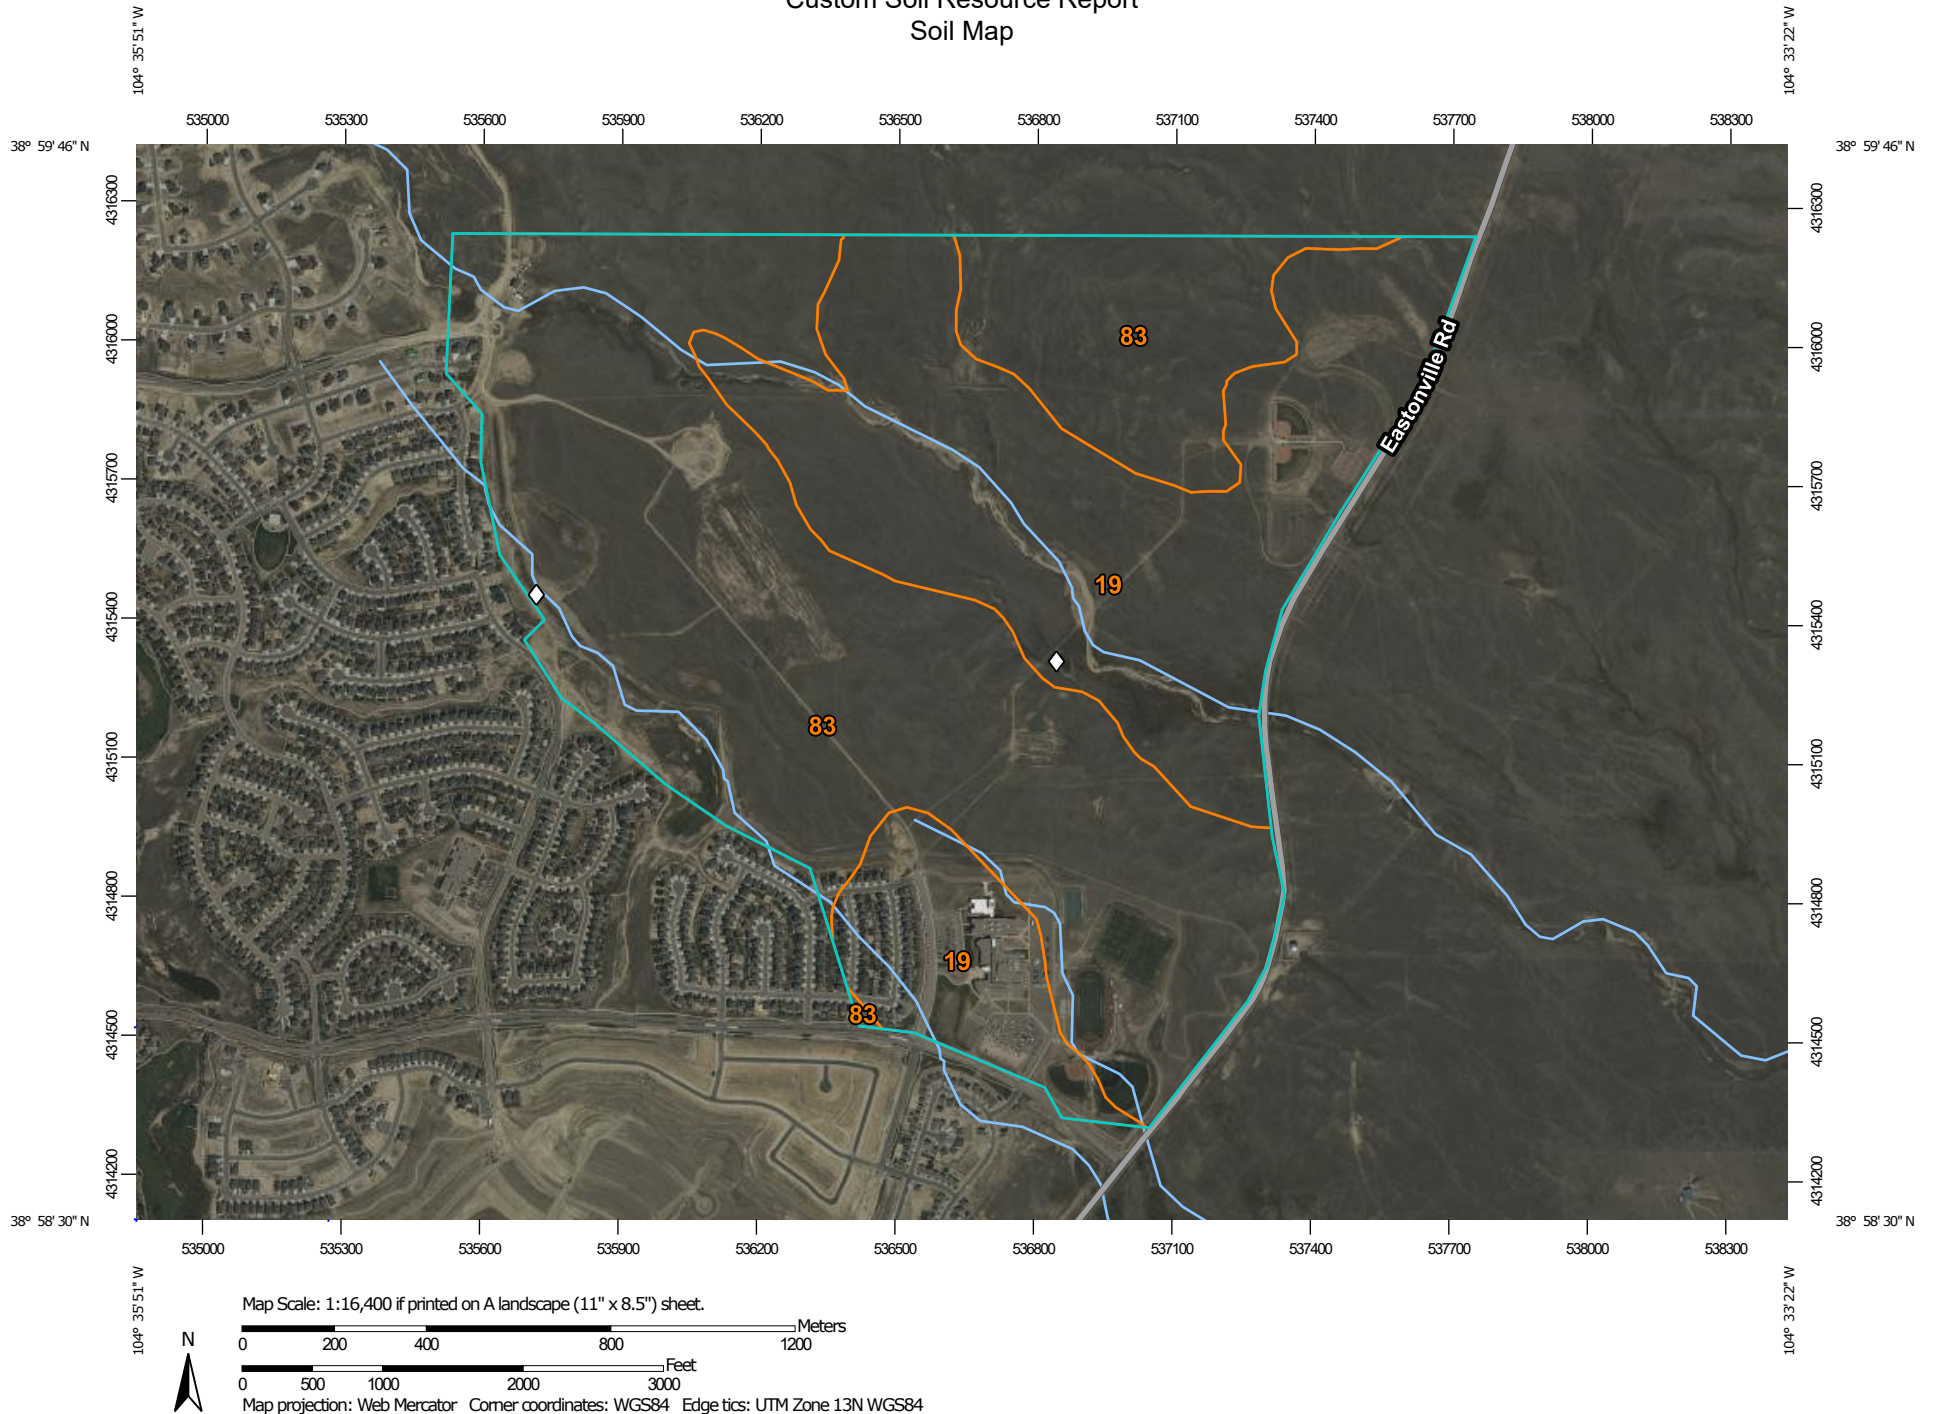 Custom Soil Resource Report
Soil Map
104° 35' 51" W
104° 33' 22" W
535000 535300 535600 535900 536200 536500 536800 537100 537400 537700 538000 538300
38° 59' 46" N
38° 59' 46" N
4316300
4316300
83
4316000
4316000
Eastonville Rd
4315700
4315700
19
4315400
4315400
83
4315100
4315100
4314800
4314800
19
83
4314500
4314500
4314200
4314200
38° 58' 30" N
38° 58' 30" N
535000 535300 535600 535900 536200 536500 536800 537100 537400 537700 538000 538300
104° 35' 51" W
104° 33' 22" W
Map Scale: 1:16,400 if printed on A landscape (11" x 8.5") sheet.
Meters
0 200 400 800 1200
N
Feet
0 500 1000 2000 3000
Map projection: Web Mercator Corner coordinates: WGS84 Edge tics: UTM Zone 13N WGS84